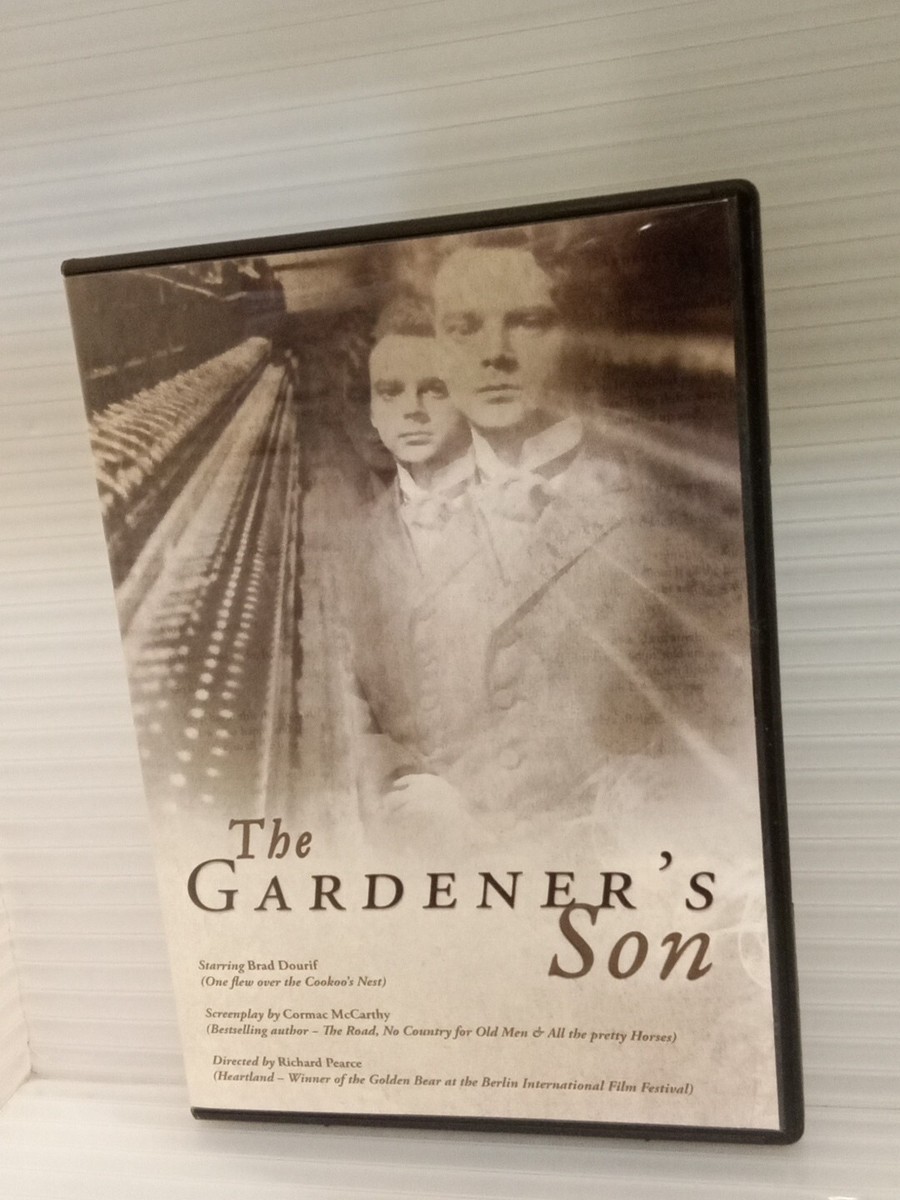 The
GARDENER'S
Son
Starring Brad Dourif
(One flew over the Cookoo's Nest)
Screenplay by Cormac McCarthy
(Bestselling author – The Road, No Country for Old Men & All the pretty Horses)
Directed by Richard Pearce
(Heartland – Winner of the Golden Bear at the Berlin International Film Festival)